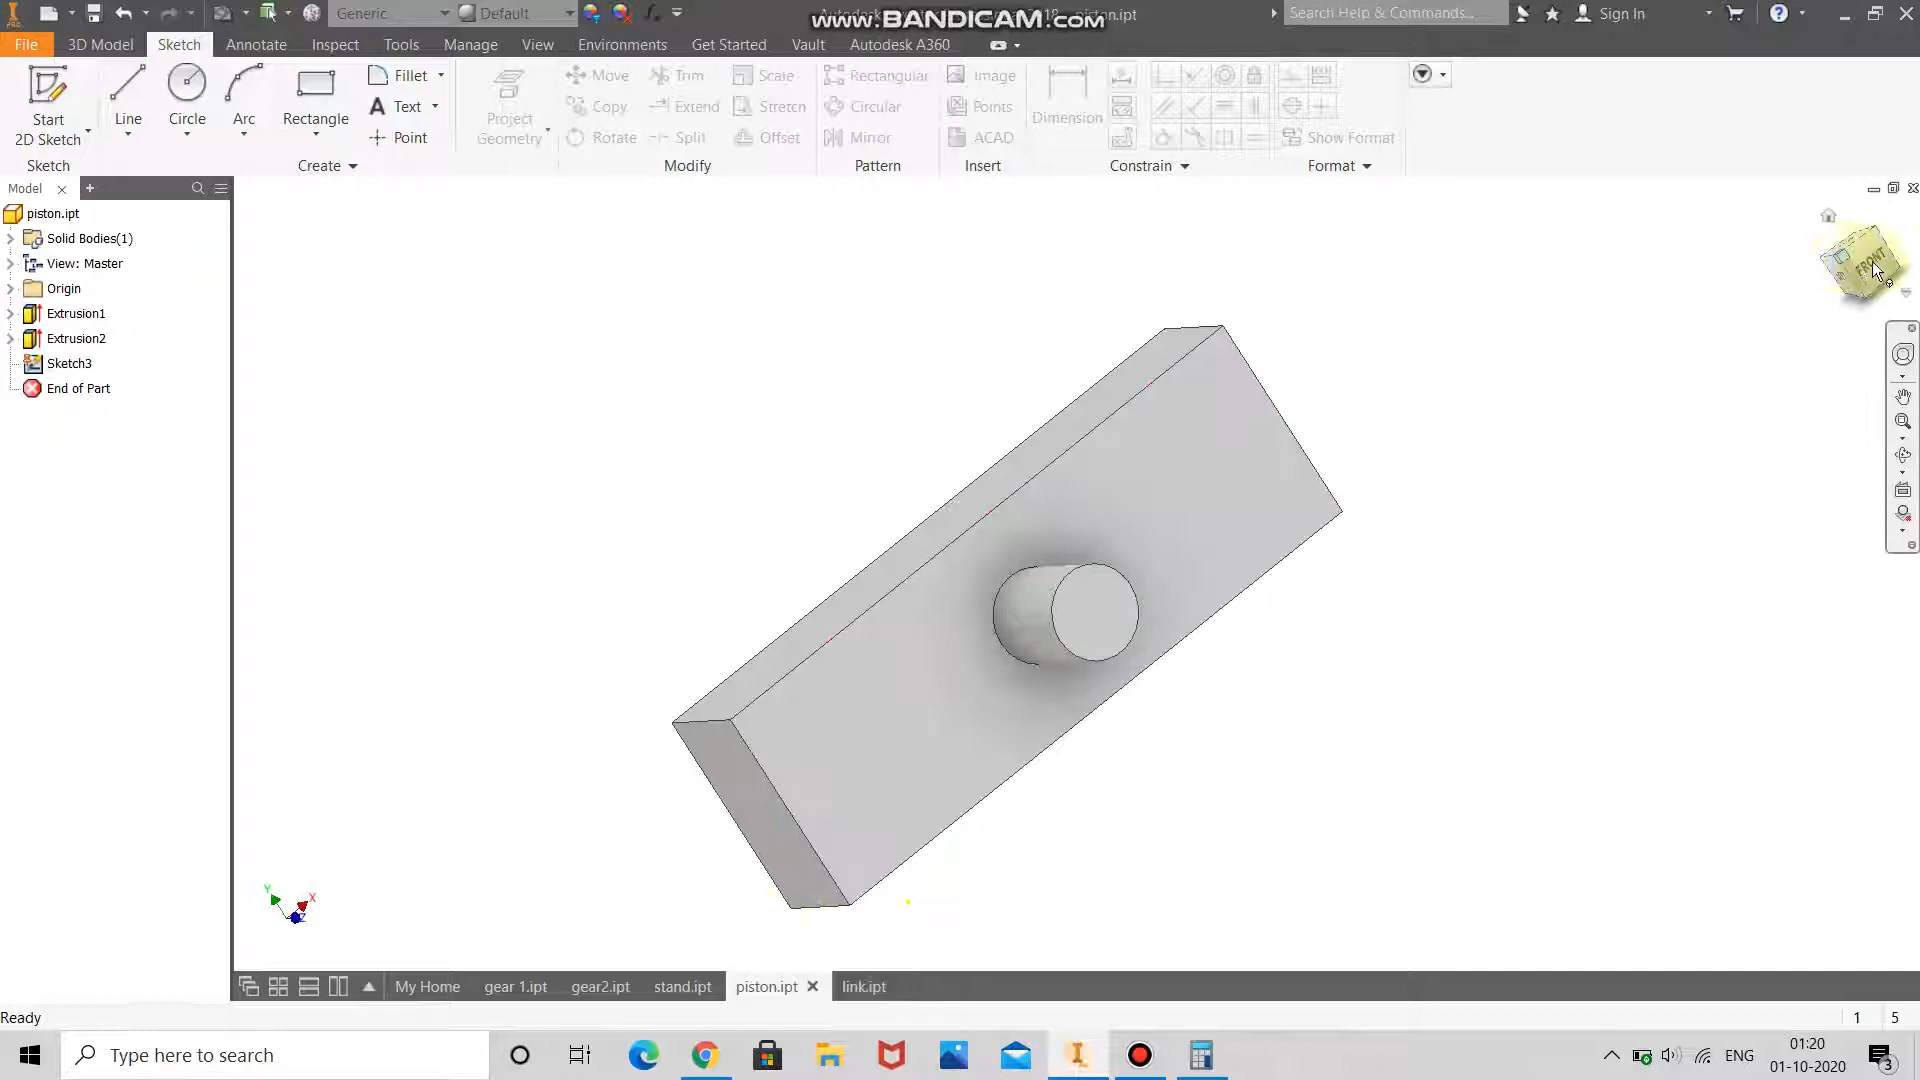 Generic
Default
Autodesk
www.BANDICAM.com
2018 piston.ipt
Search Help & Commands...
Sign In
File 3D Model Sketch Annotate Inspect Tools Manage View Environments Get Started Vault Autodesk A360
Start
2D Sketch
Line
Circle
Arc
Rectangle
Fillet
Text
Point
Project
Geometry
Move
Copy
Rotate
Trim
Extend
Split
Scale
Stretch
Offset
Rectangular
Circular
Mirror
Image
Points
ACAD
Dimension
Show Format
Sketch Create Modify Pattern Insert Constrain Format
Model
piston.ipt
Solid Bodies(1)
View: Master
Origin
Extrusion1
Extrusion2
Sketch3
End of Part
FRONT
Y
X
Z
My Home gear 1.ipt gear2.ipt stand.ipt piston.ipt link.ipt
Ready
1 5
Type here to search
ENG
01:20
01-10-2020
3